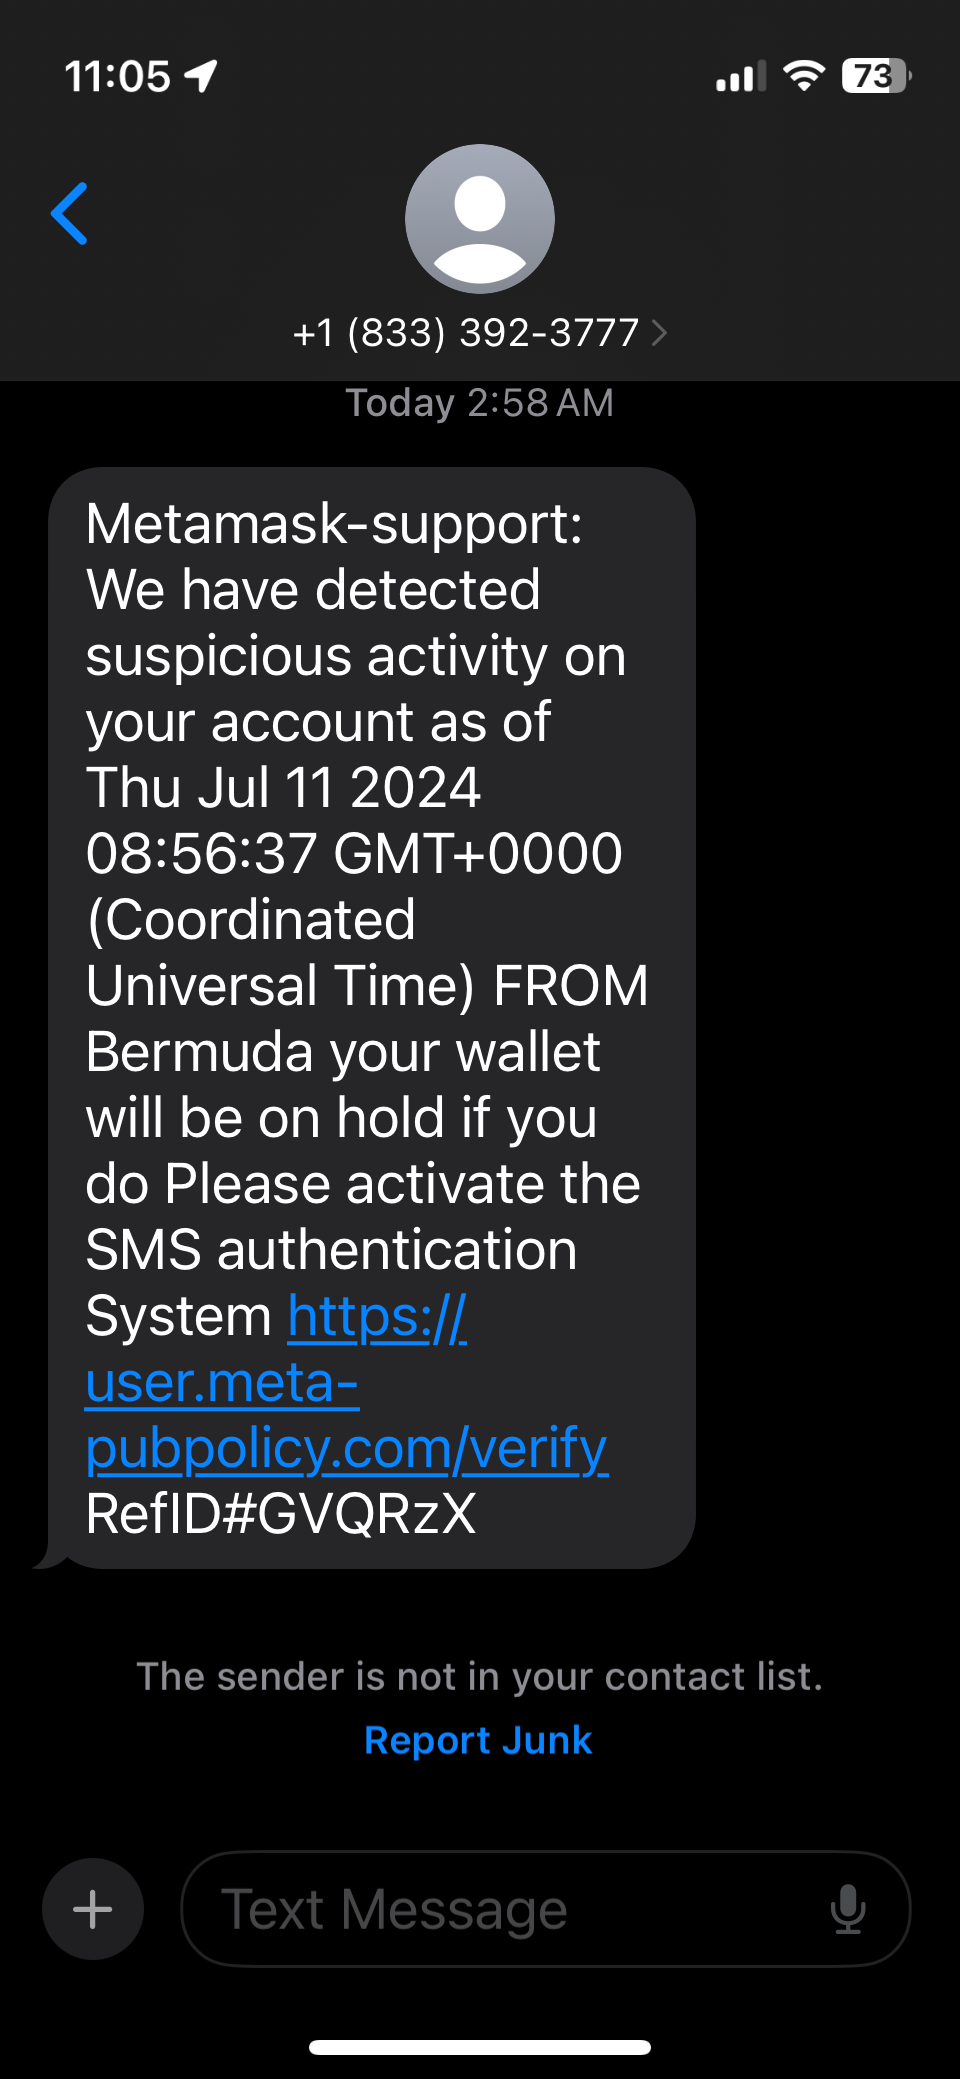 11:05
73
+1 (833) 392-3777
Today 2:58 AM
Metamask-support:
We have detected
suspicious activity on
your account as of
Thu Jul 11 2024
08:56:37 GMT+0000
(Coordinated
Universal Time) FROM
Bermuda your wallet
will be on hold if you
do Please activate the
SMS authentication
System https://
user.meta-
pubpolicy.com/verify
RefID#GVQRzX
The sender is not in your contact list.
Report Junk
Text Message